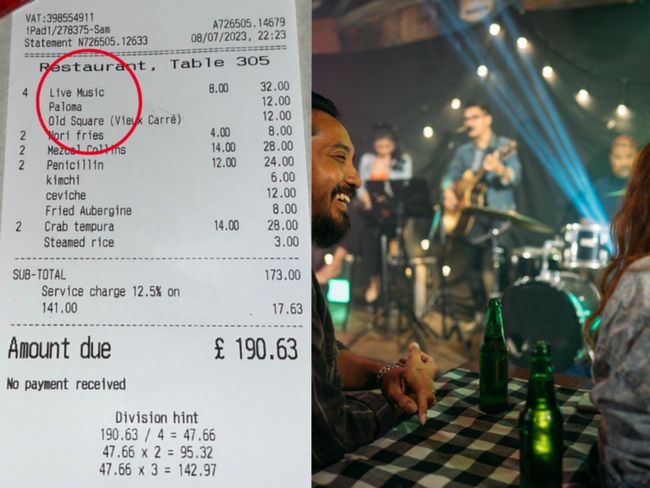 VAT:398554911
iPad1/278375-Sam A726505.14679
Statement N726505.12633 08/07/2023, 22:23
Restaurant, Table 305
4 Live Music 8.00 32.00
Paloma 12.00
Old Square (Vieux Carré) 12.00
2 Nori fries 4.00 8.00
2 Mezcal Collins 14.00 28.00
2 Penicillin 12.00 24.00
kimchi 6.00
ceviche 12.00
Fried Aubergine 8.00
2 Crab tempura 14.00 28.00
Steamed rice 3.00
SUB-TOTAL 173.00
Service charge 12.5% on
141.00 17.63
Amount due £ 190.63
No payment received
Division hint
190.63 / 4 = 47.66
47.66 x 2 = 95.32
47.66 x 3 = 142.97